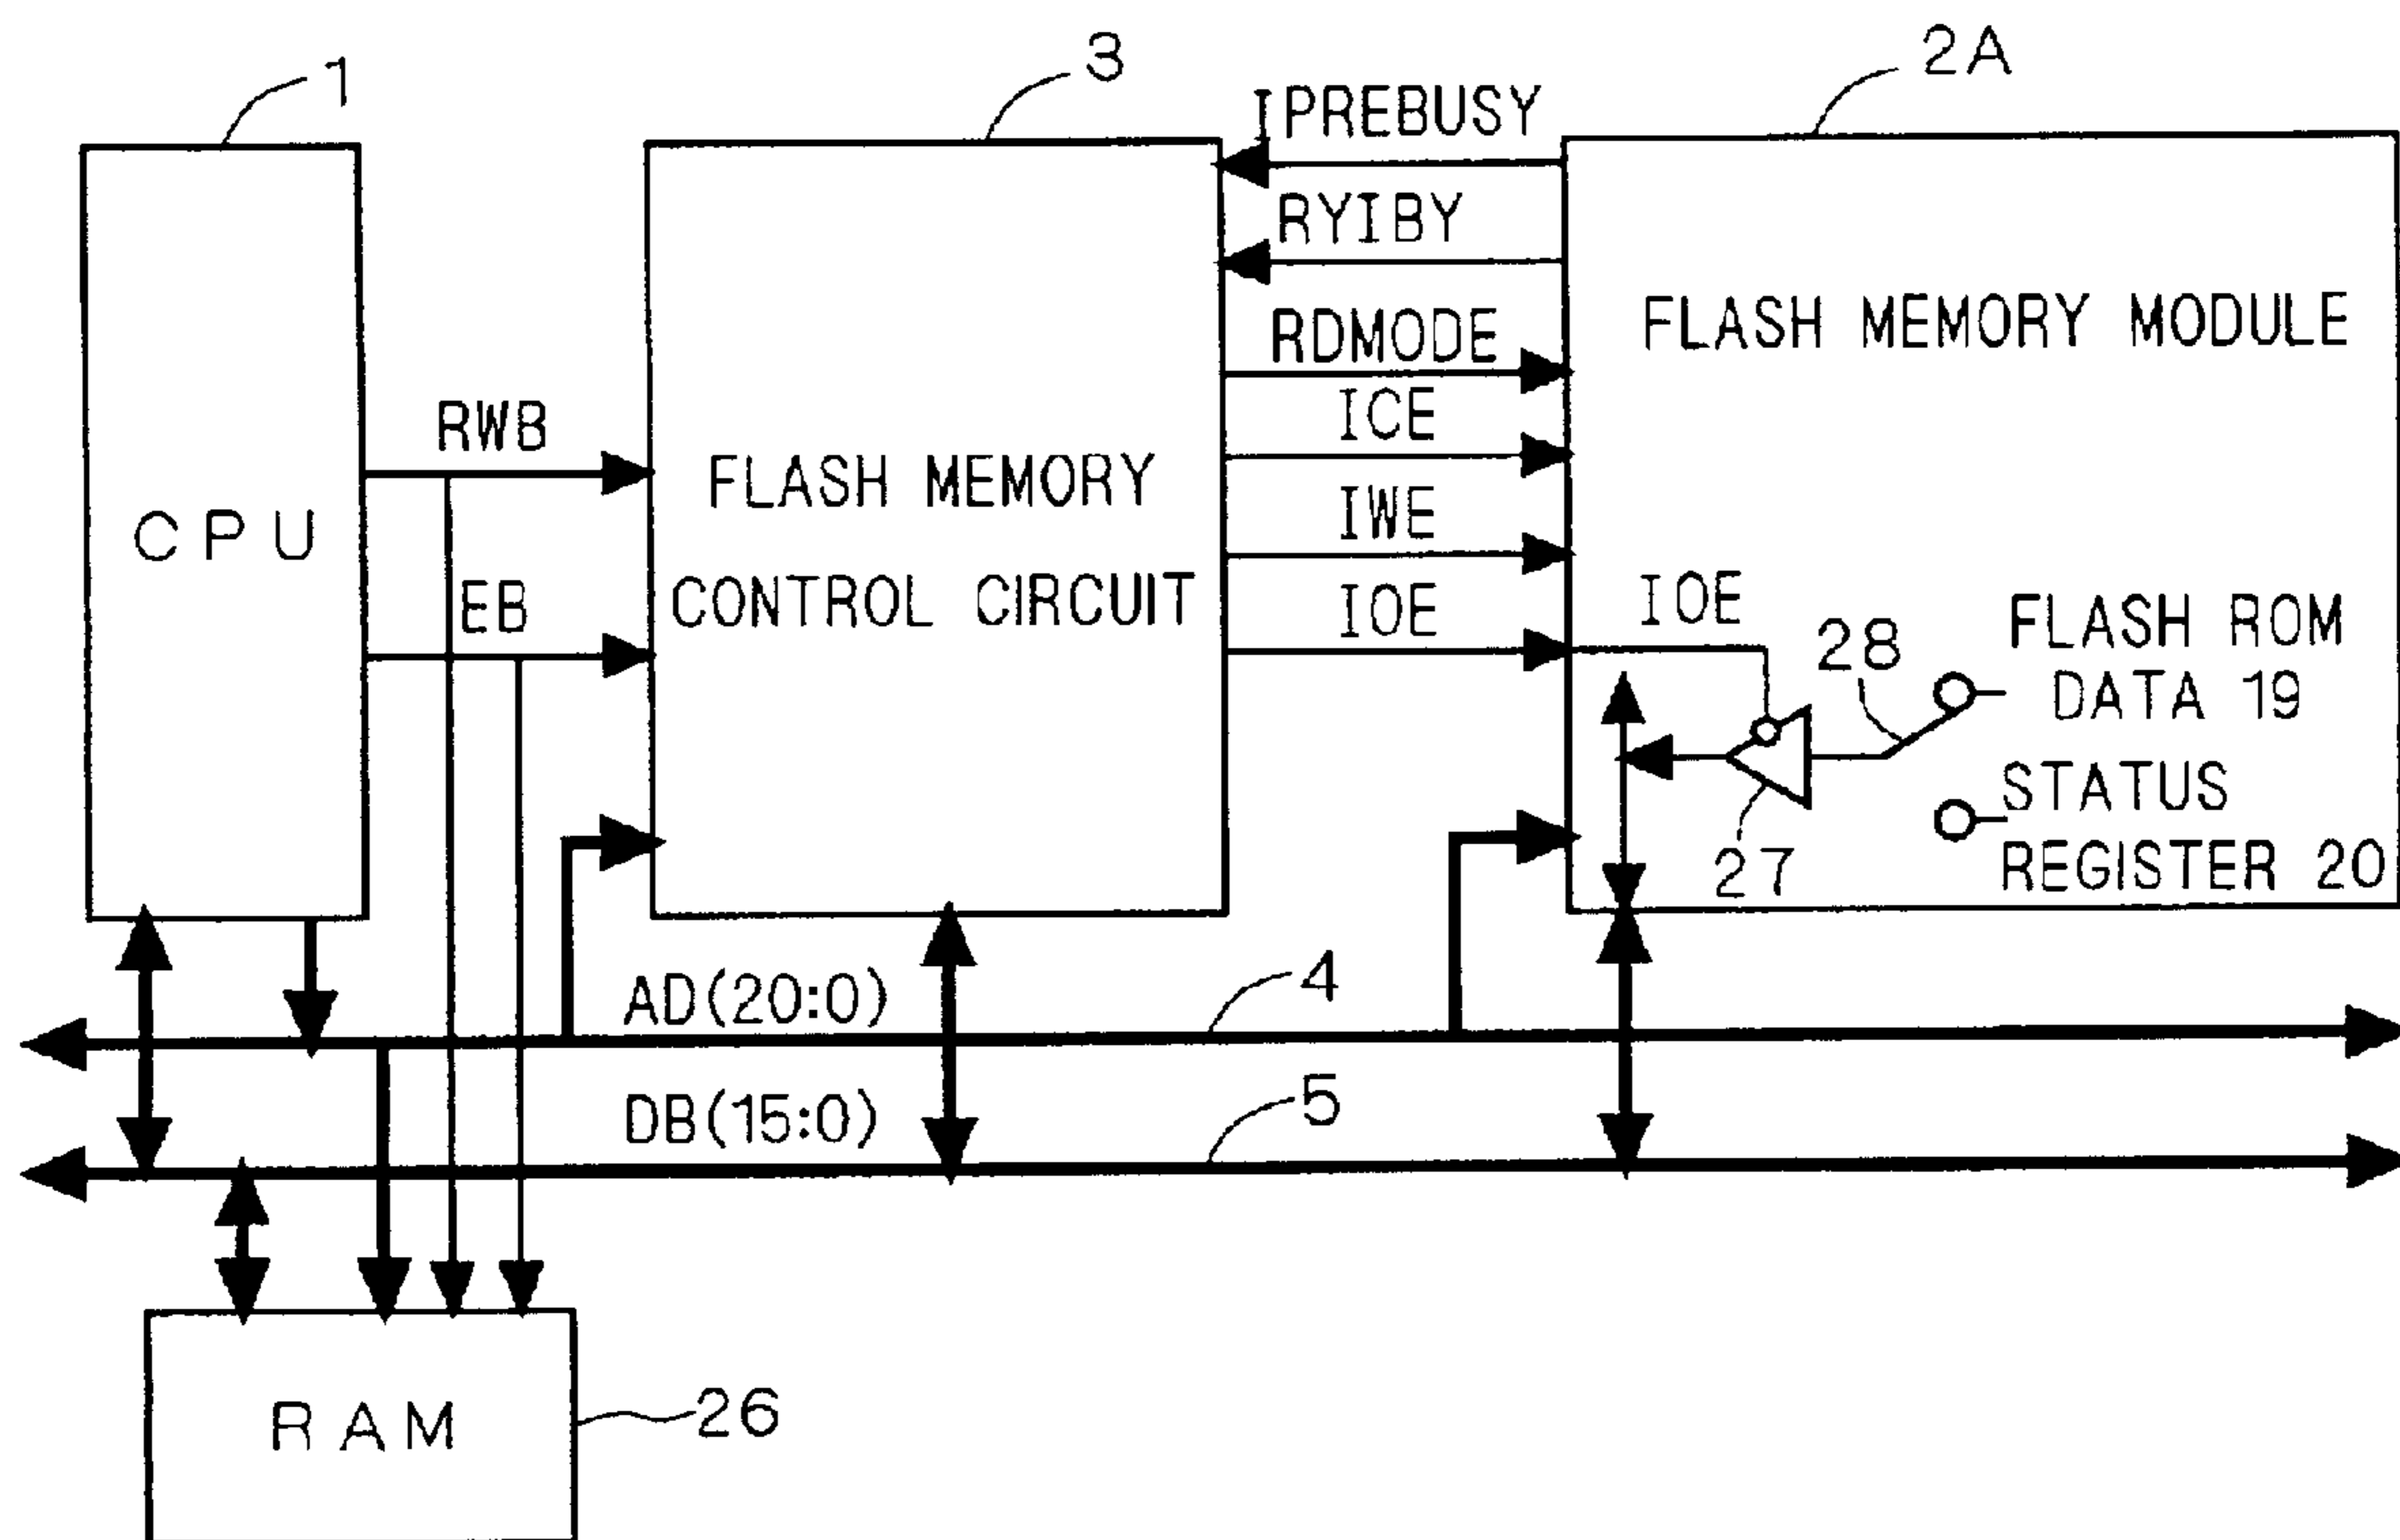 1
3
2A
IPREBUSY
RYIBY
RDMODE
ICE
IWE
IOE
RWB
EB
CPU
FLASH MEMORY
CONTROL CIRCUIT
FLASH MEMORY MODULE
IOE
28
FLASH ROM
DATA 19
STATUS
REGISTER 20
27
AD(20:0)
4
DB(15:0)
5
RAM
26